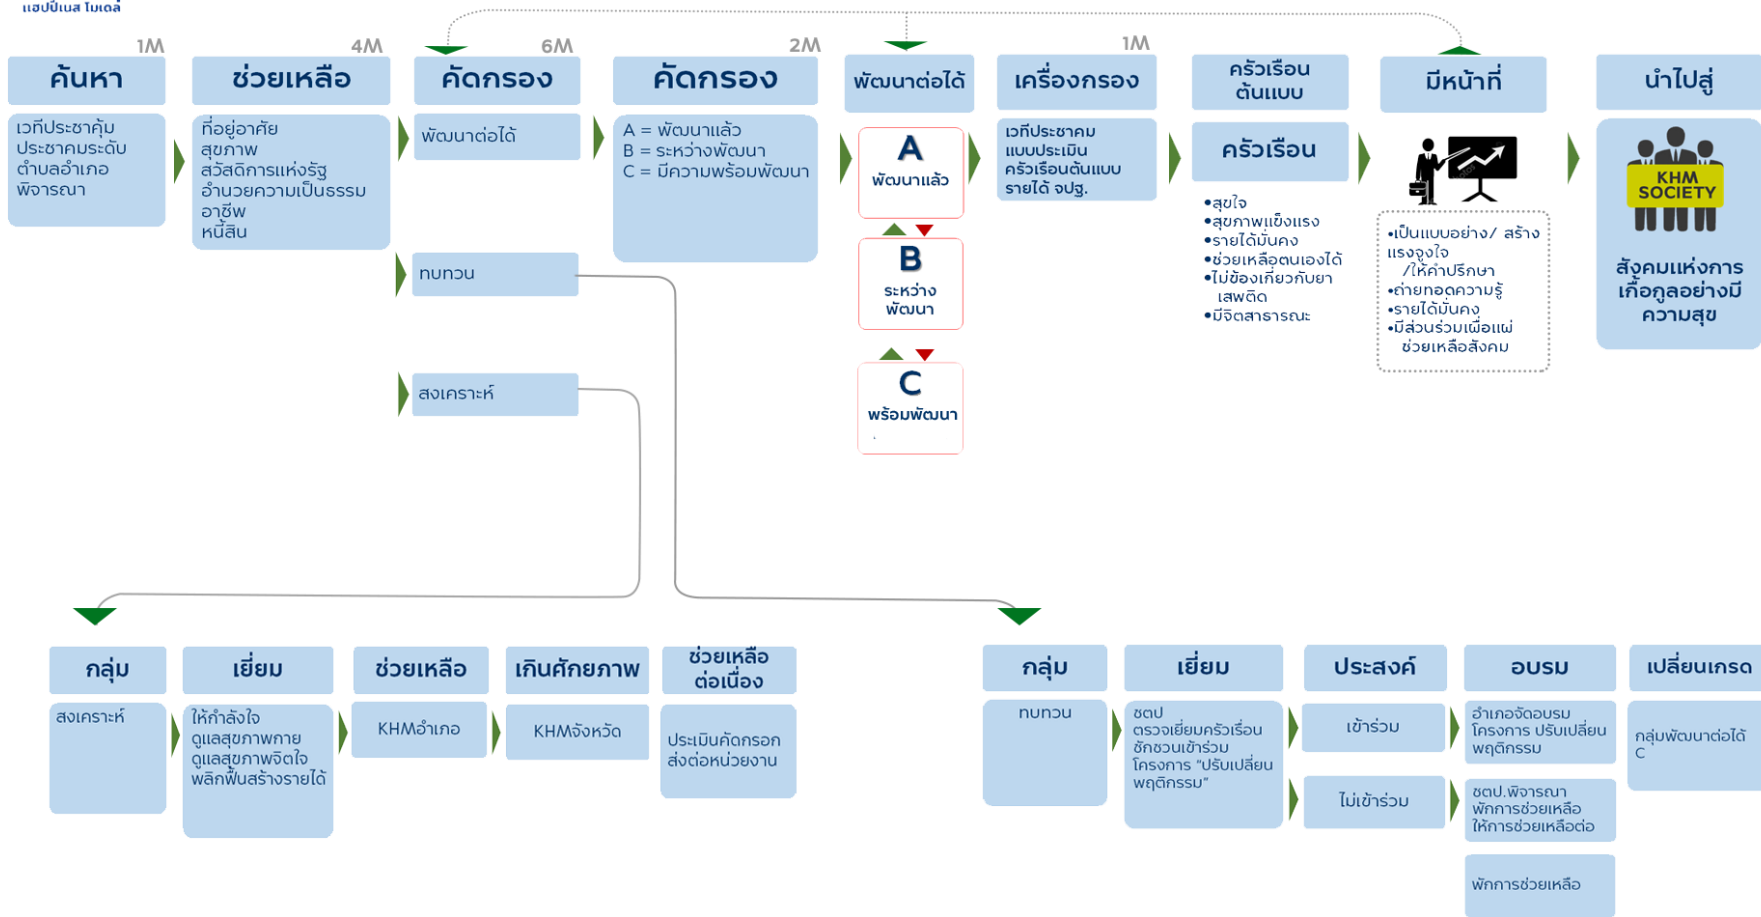 แฮปปี้เนส โมเดล
1M
4M
6M
2M
1M
ค้นหา
เวทีประชาคุ้ม
ประชาคมระดับ
ตำบลอำเภอ
พิจารณา
ช่วยเหลือ
ที่อยู่อาศัย
สุขภาพ
สวัสดิการแห่งรัฐ
อำนวยความเป็นธรรม
อาชีพ
หนี้สิน
คัดกรอง
พัฒนาต่อได้
ทบทวน
สงเคราะห์
คัดกรอง
A = พัฒนาแล้ว
B = ระหว่างพัฒนา
C = มีความพร้อมพัฒนา
พัฒนาต่อได้
A
พัฒนาแล้ว
B
ระหว่าง
พัฒนา
C
พร้อมพัฒนา
.
เครื่องกรอง
เวทีประชาคม
แบบประเมิน
ครัวเรือนต้นแบบ
รายได้ จปฐ.
ครัวเรือน
ต้นแบบ
ครัวเรือน
•สุขใจ
•สุขภาพแข็งแรง
•รายได้มั่นคง
•ช่วยเหลือตนเองได้
•ไม่ข้องเกี่ยวกับยา
เสพติด
•มีจิตสาธารณะ
มีหน้าที่
•เป็นแบบอย่าง/ สร้าง
แรงจูงใจ
/ให้คำปรึกษา
•ถ่ายทอดความรู้
•รายได้มั่นคง
•มีส่วนร่วมเผื่อแผ่
ช่วยเหลือสังคม
นำไปสู่
KHM
SOCIETY
สังคมแห่งการ
เกื้อกูลอย่างมี
ความสุข
กลุ่ม
สงเคราะห์
เยี่ยม
ให้กำลังใจ
ดูแลสุขภาพกาย
ดูแลสุขภาพจิตใจ
พลิกฟื้นสร้างรายได้
ช่วยเหลือ
KHMอำเภอ
เกินศักยภาพ
KHMจังหวัด
ช่วยเหลือ
ต่อเนื่อง
ประเมินคัดกรอก
ส่งต่อหน่วยงาน
กลุ่ม
ทบทวน
เยี่ยม
ชตป
ตรวจเยี่ยมครัวเรือน
ชักชวนเข้าร่วม
โครงการ "ปรับเปลี่ยน
พฤติกรรม"
ประสงค์
เข้าร่วม
ไม่เข้าร่วม
อบรม
อำเภอจัดอบรม
โครงการ ปรับเปลี่ยน
พฤติกรรม
ชตป.พิจารณา
พักการช่วยเหลือ
ให้การช่วยเหลือต่อ
พักการช่วยเหลือ
เปลี่ยนเกรด
กลุ่มพัฒนาต่อได้
C